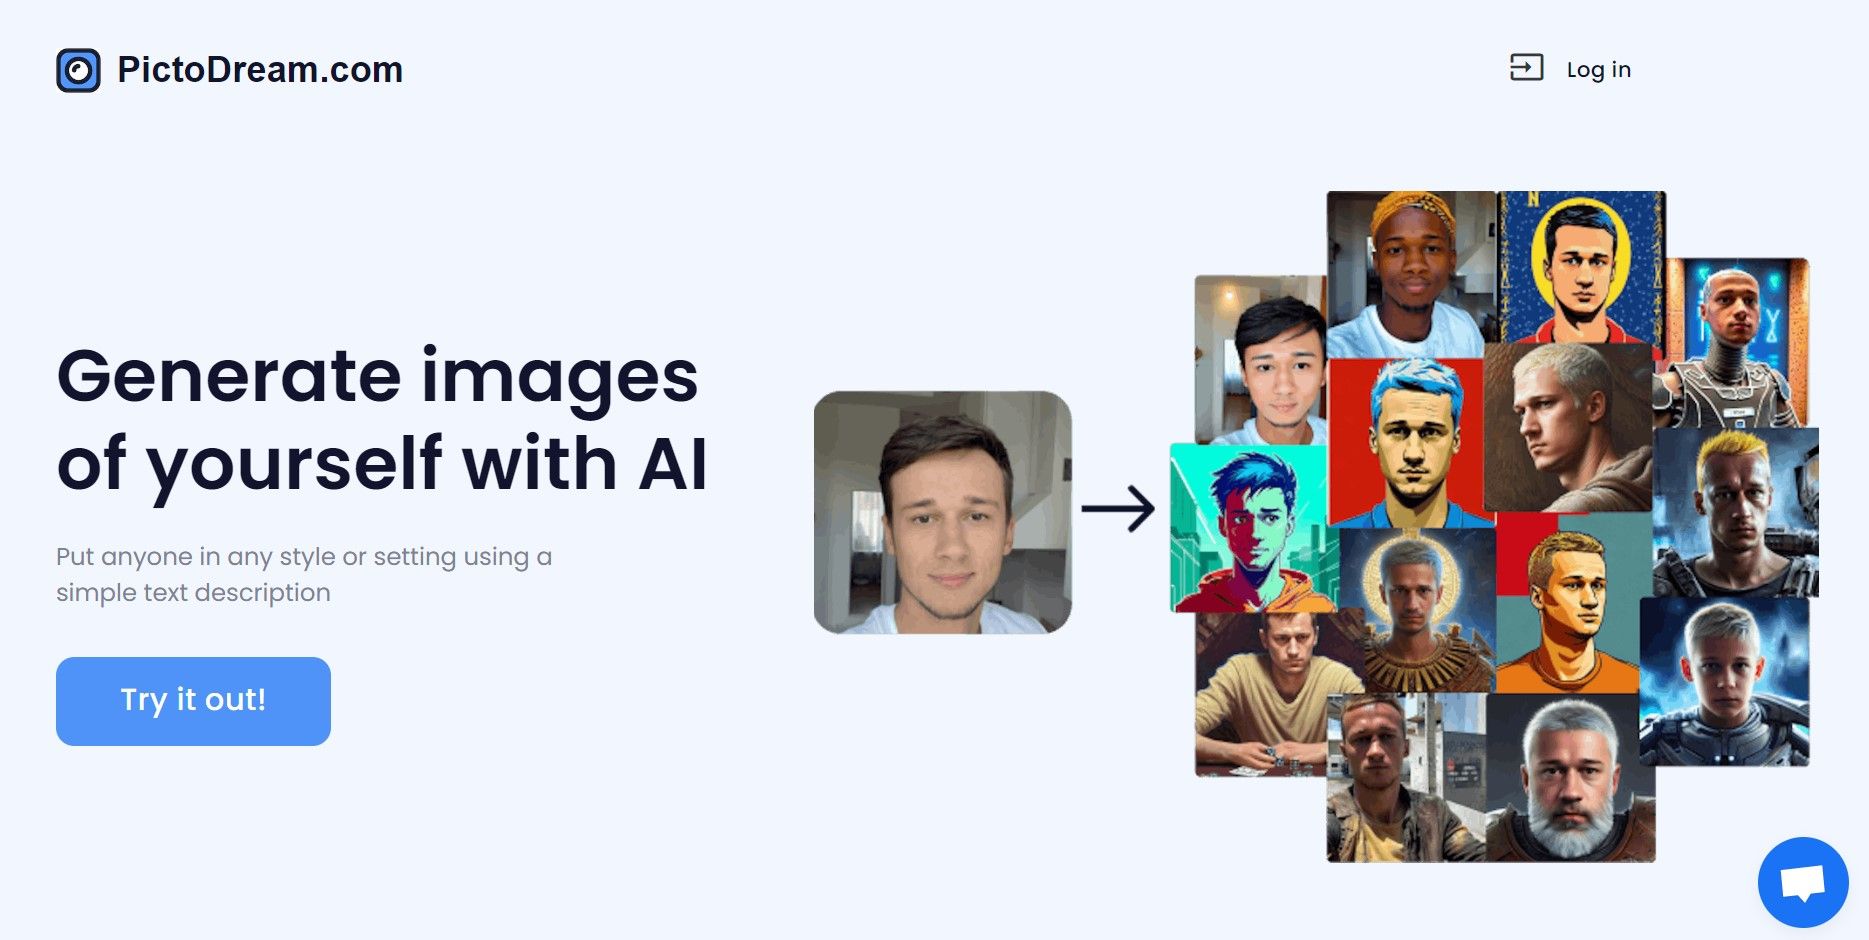 PictoDream.com
Log in
Generate images
of yourself with AI
Put anyone in any style or setting using a
simple text description
Try it out!
N